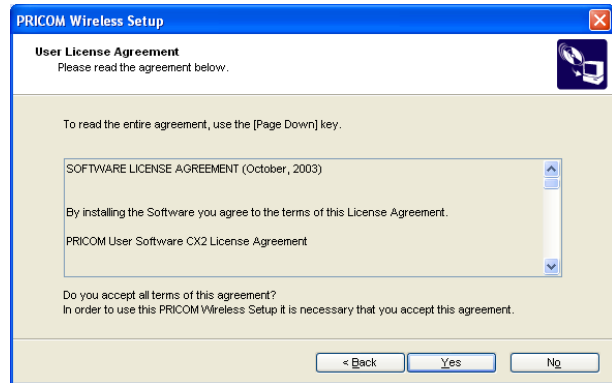 PRICOM Wireless Setup
User License Agreement
Please read the agreement below.
To read the entire agreement, use the [Page Down] key.
SOFTWARE LICENSE AGREEMENT (October, 2003)
By installing the Software you agree to the terms of this License Agreement.
PRICOM User Software CX2 License Agreement
Do you accept all terms of this agreement?
In order to use this PRICOM Wireless Setup it is necessary that you accept this agreement.
< Back Yes No